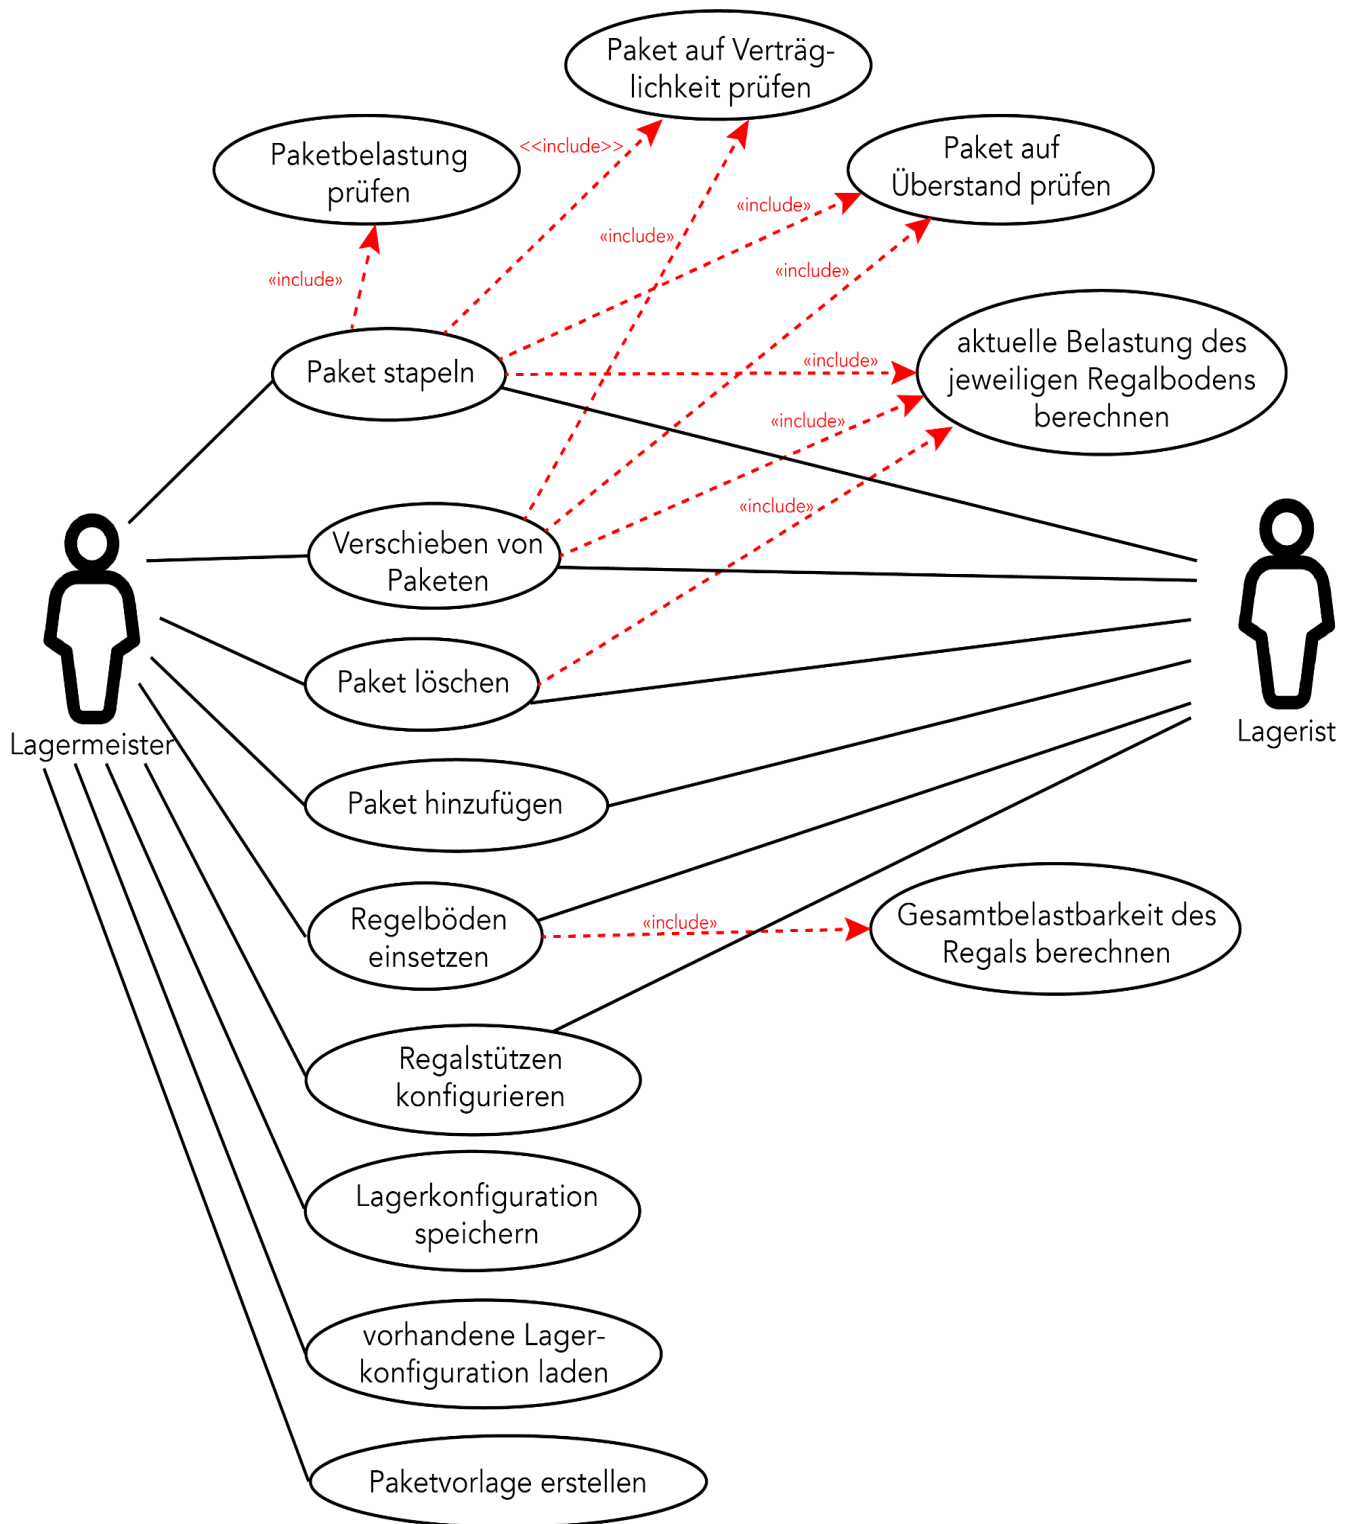 Paket auf Verträg-
lichkeit prüfen
Paketbelastung
prüfen
<<include>>
Paket auf
Überstand prüfen
«include»
«include»
«include»
«include»
aktuelle Belastung des
jeweiligen Regalbodens
berechnen
Paket stapeln
«include»
«include»
«include»
Verschieben von
Paketen
Paket löschen
Lagermeister
Lagerist
Paket hinzufügen
Regelböden
einsetzen
«include»
Gesamtbelastbarkeit des
Regals berechnen
Regalstützen
konfigurieren
Lagerkonfiguration
speichern
vorhandene Lager-
konfiguration laden
Paketvorlage erstellen